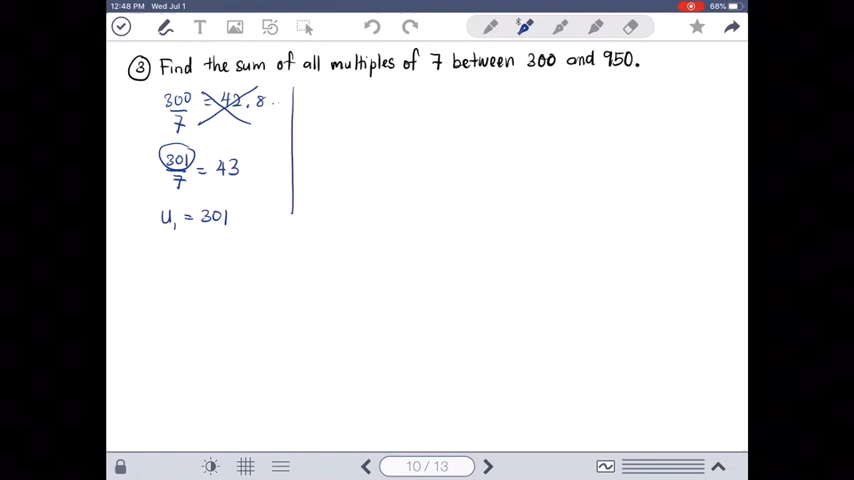 12:48 PM Wed Jul 1
68%
T
③ Find the sum of all multiples of 7 between 300 and 950.
300/7 = 42.8..
301/7 = 43
u₁ = 301
10 / 13